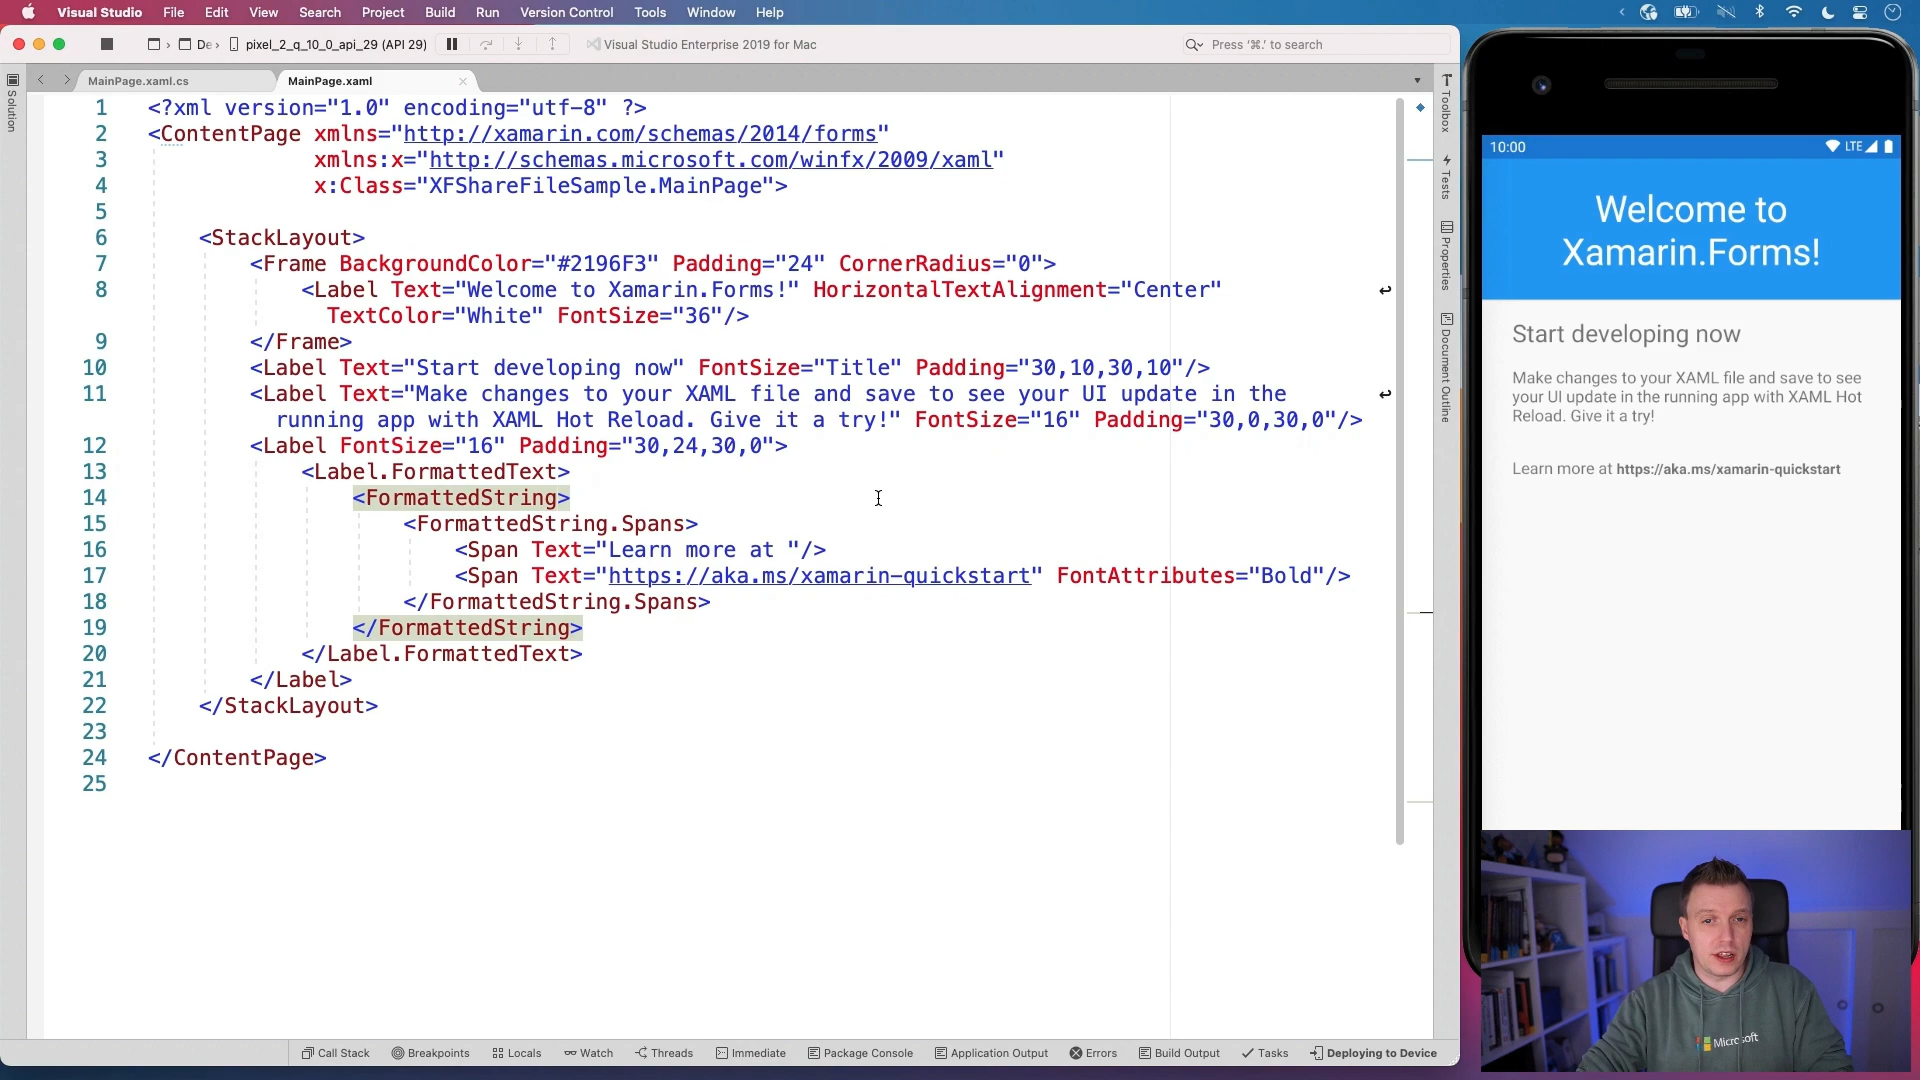 Visual Studio File Edit View Search Project Build Run Version Control Tools Window Help
De pixel_2_q_10_0_api_29 (API 29) Visual Studio Enterprise 2019 for Mac Press '⌘.' to search
MainPage.xaml.cs MainPage.xaml
Solution
1 <?xml version="1.0" encoding="utf-8" ?>
2 <ContentPage xmlns="http://xamarin.com/schemas/2014/forms"
3 xmlns:x="http://schemas.microsoft.com/winfx/2009/xaml"
4 x:Class="XFShareFileSample.MainPage">
5
6 <StackLayout>
7 <Frame BackgroundColor="#2196F3" Padding="24" CornerRadius="0">
8 <Label Text="Welcome to Xamarin.Forms!" HorizontalTextAlignment="Center"
TextColor="White" FontSize="36"/>
9 </Frame>
10 <Label Text="Start developing now" FontSize="Title" Padding="30,10,30,10"/>
11 <Label Text="Make changes to your XAML file and save to see your UI update in the
running app with XAML Hot Reload. Give it a try!" FontSize="16" Padding="30,0,30,0"/>
12 <Label FontSize="16" Padding="30,24,30,0">
13 <Label.FormattedText>
14 <FormattedString>
15 <FormattedString.Spans>
16 <Span Text="Learn more at "/>
17 <Span Text="https://aka.ms/xamarin-quickstart" FontAttributes="Bold"/>
18 </FormattedString.Spans>
19 </FormattedString>
20 </Label.FormattedText>
21 </Label>
22 </StackLayout>
23
24 </ContentPage>
25
Toolbox
Tests
Properties
Document Outline
Call Stack Breakpoints Locals Watch Threads Immediate Package Console Application Output Errors Build Output Tasks Deploying to Device
10:00 LTE
Welcome to
Xamarin.Forms!
Start developing now
Make changes to your XAML file and save to see
your UI update in the running app with XAML Hot
Reload. Give it a try!
Learn more at https://aka.ms/xamarin-quickstart
Microsoft